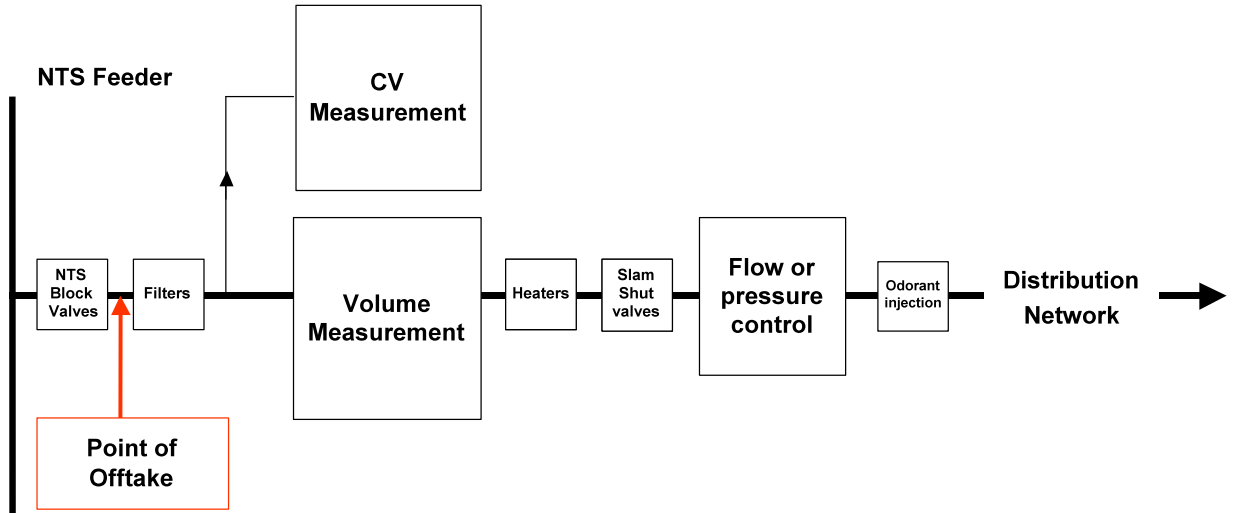 NTS Feeder
CV
Measurement
NTS
Block
Valves
Filters
Volume
Measurement
Heaters
Slam
Shut
valves
Flow or
pressure
control
Odorant
injection
Distribution
Network
Point of
Offtake